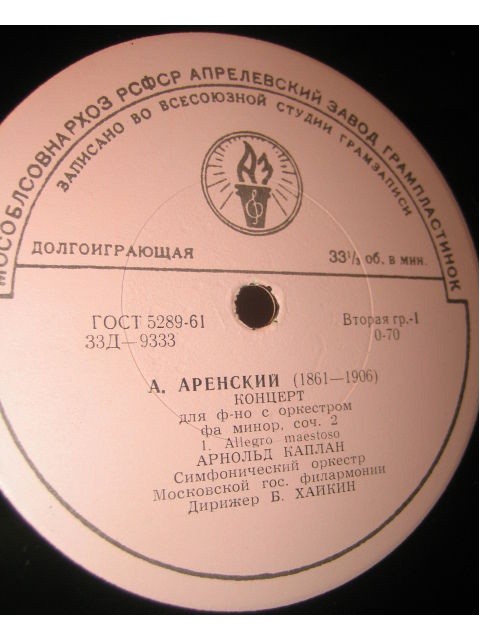 МОСОБЛСОВНАРХОЗ РСФСР АПРЕЛЕВСКИЙ ЗАВОД ГРАМПЛАСТИНОК
ЗАПИСАНО ВО ВСЕСОЮЗНОЙ СТУДИИ ГРАМЗАПИСИ
АЗ
ДОЛГОИГРАЮЩАЯ 33⅓ об. в мин.
ГОСТ 5289-61 Вторая гр.-1
33Д—9333 0-70
А. АРЕНСКИЙ (1861—1906)
КОНЦЕРТ
для ф-но с оркестром
фа минор, соч. 2
1. Allegro maestoso
АРНОЛЬД КАПЛАН
Симфонический оркестр
Московской гос. филармонии
Дирижер Б. ХАЙКИН